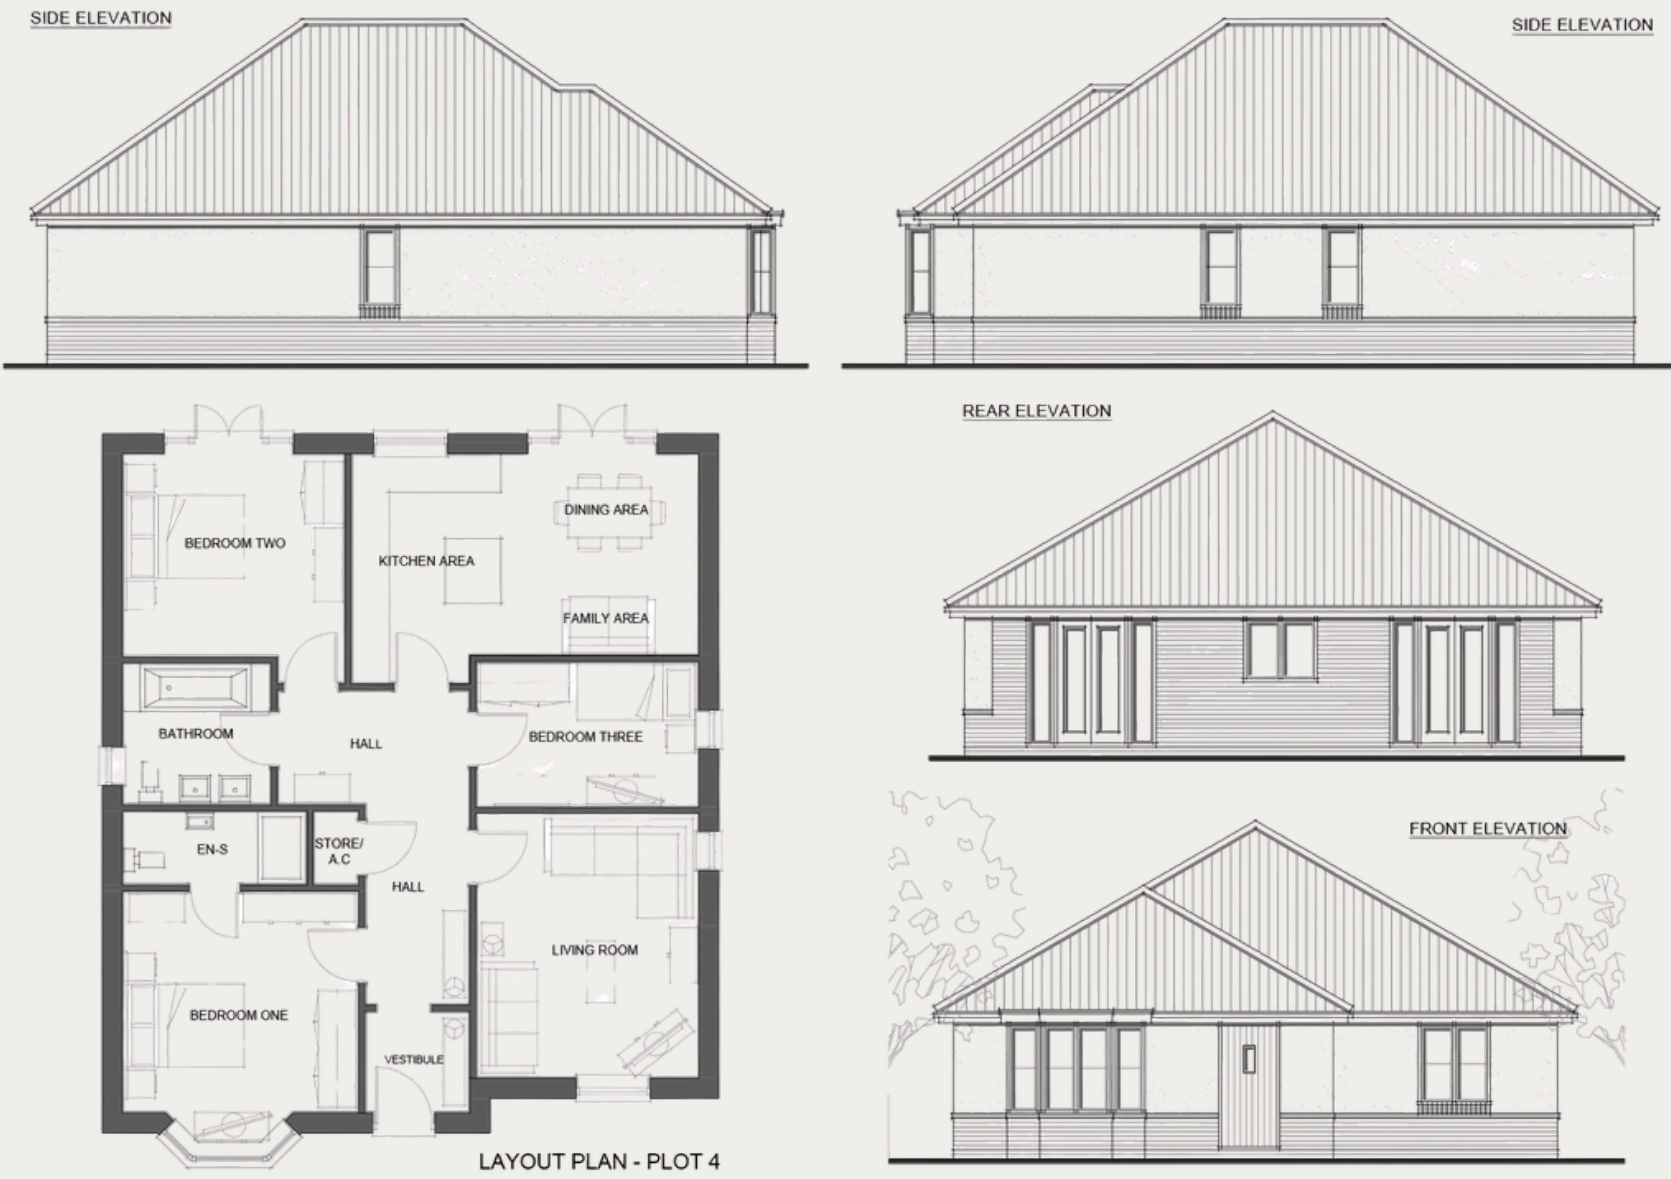 SIDE ELEVATION
SIDE ELEVATION
REAR ELEVATION
DINING AREA
BEDROOM TWO
KITCHEN AREA
FAMILY AREA
BATHROOM
HALL
BEDROOM THREE
FRONT ELEVATION
EN-S
STORE/
A.C
HALL
LIVING ROOM
BEDROOM ONE
VESTIBULE
LAYOUT PLAN - PLOT 4